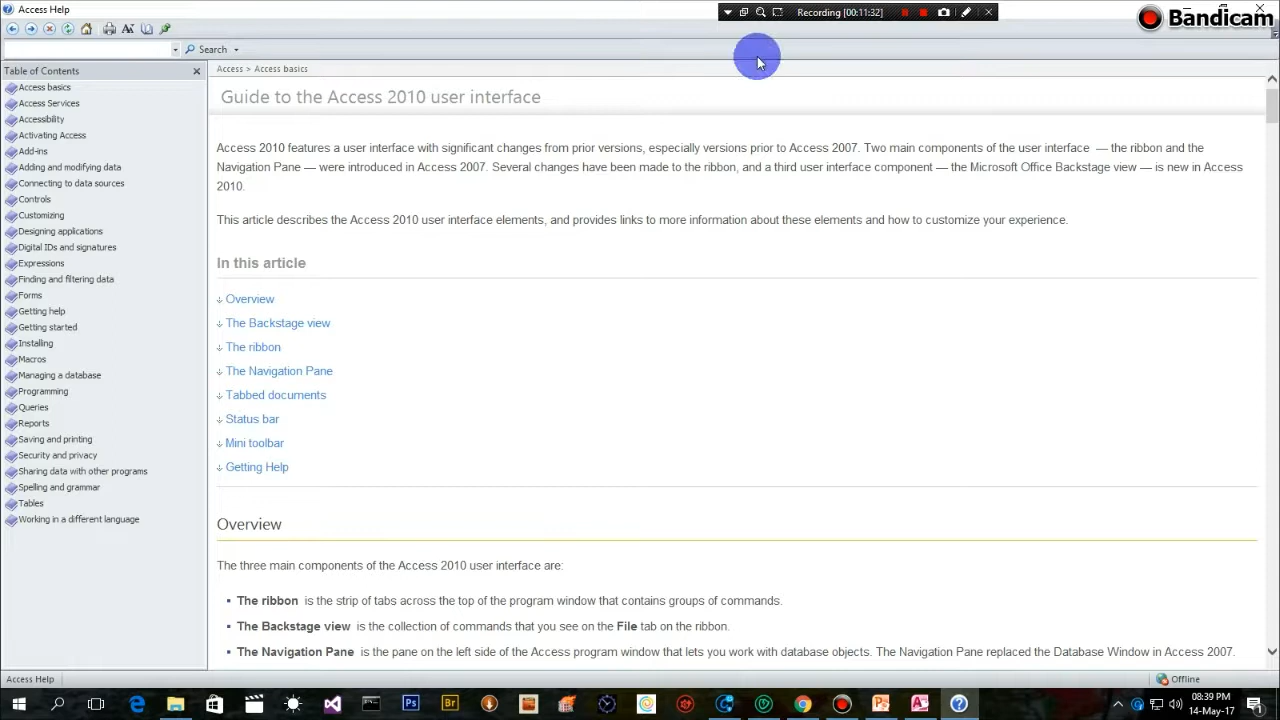 Access Help
Recording [00:11:32]
Bandicam
Search
Table of Contents
Access basics
Access Services
Accessibility
Activating Access
Add-ins
Adding and modifying data
Connecting to data sources
Controls
Customizing
Designing applications
Digital IDs and signatures
Expressions
Finding and filtering data
Forms
Getting help
Getting started
Installing
Macros
Managing a database
Programming
Queries
Reports
Saving and printing
Security and privacy
Sharing data with other programs
Spelling and grammar
Tables
Working in a different language
Access > Access basics
Guide to the Access 2010 user interface
Access 2010 features a user interface with significant changes from prior versions, especially versions prior to Access 2007. Two main components of the user interface — the ribbon and the
Navigation Pane — were introduced in Access 2007. Several changes have been made to the ribbon, and a third user interface component — the Microsoft Office Backstage view — is new in Access
2010.
This article describes the Access 2010 user interface elements, and provides links to more information about these elements and how to customize your experience.
In this article
Overview
The Backstage view
The ribbon
The Navigation Pane
Tabbed documents
Status bar
Mini toolbar
Getting Help
Overview
The three main components of the Access 2010 user interface are:
▪ The ribbon is the strip of tabs across the top of the program window that contains groups of commands.
▪ The Backstage view is the collection of commands that you see on the File tab on the ribbon.
▪ The Navigation Pane is the pane on the left side of the Access program window that lets you work with database objects. The Navigation Pane replaced the Database Window in Access 2007.
Access Help
Offline
Ps
Br
08:39 PM
14-May-17